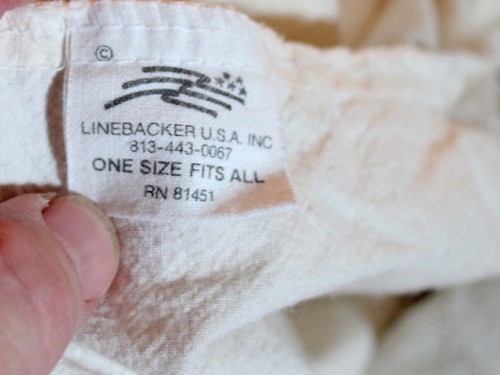 ©
LINEBACKER U.S.A. INC
813-443-0067
ONE SIZE FITS ALL
RN 81451